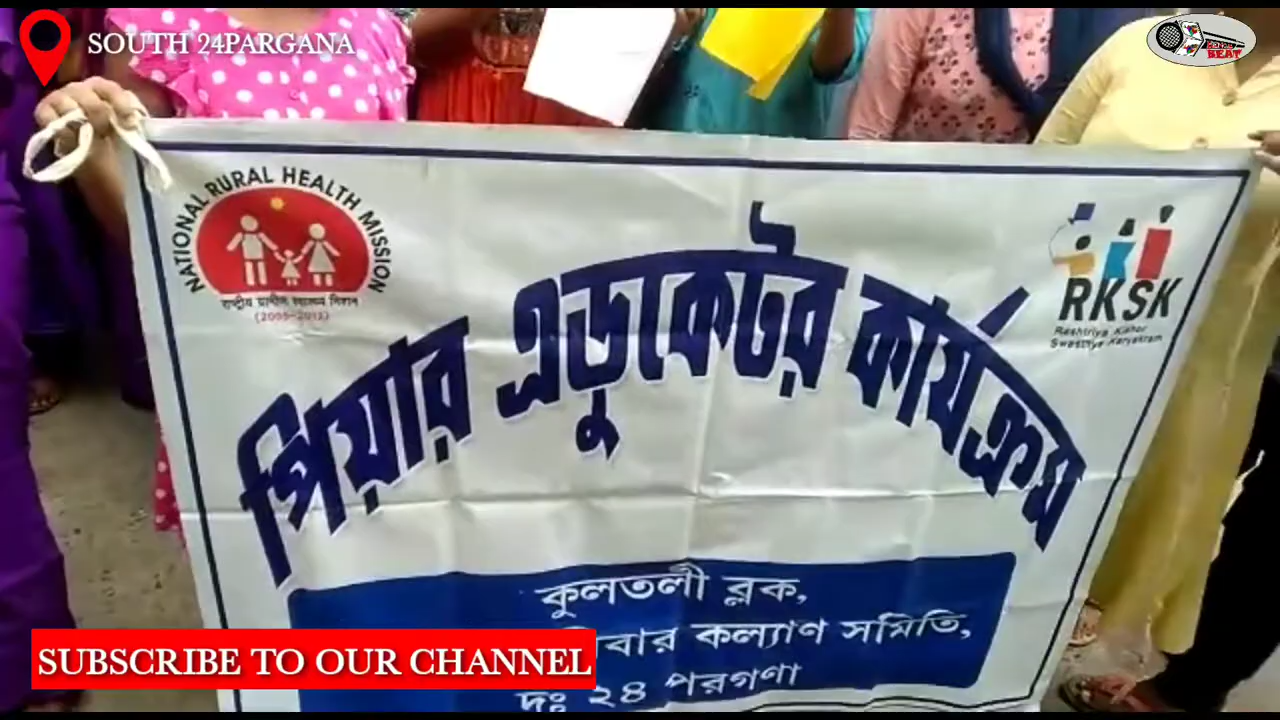 SOUTH 24PARGANA
BEAT
NATIONAL RURAL HEALTH MISSION
(2005-2012)
RKSK
Rashtriya Kishor
Swasthya Karyakram
পিয়ার এডুকেটর কার্যক্রম
কুলতলী ব্লক,
কল্যাণ সমিতি,
দঃ ২৪ পরগণা
SUBSCRIBE TO OUR CHANNEL